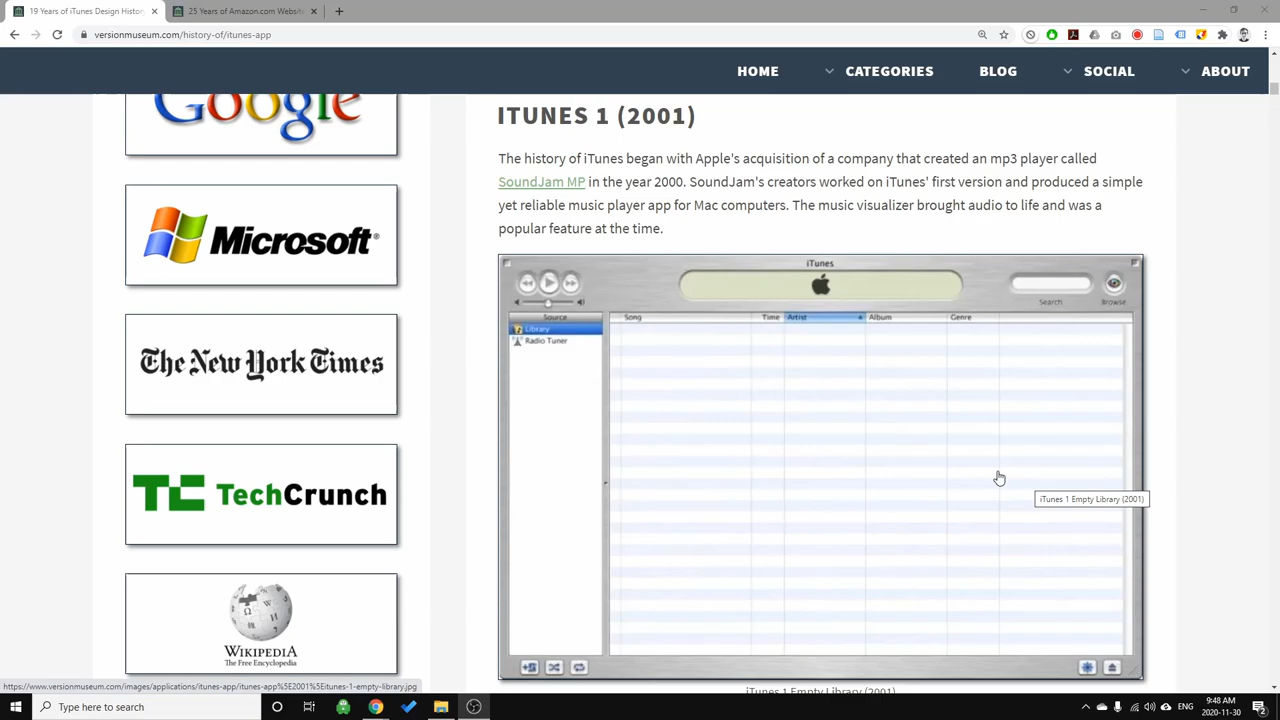 19 Years of iTunes Design History
25 Years of Amazon.com Website
versionmuseum.com/history-of/itunes-app
HOME
CATEGORIES
BLOG
SOCIAL
ABOUT
Google
Microsoft®
The New York Times
TC TechCrunch
WIKIPEDIA
The Free Encyclopedia
ITUNES 1 (2001)
The history of iTunes began with Apple's acquisition of a company that created an mp3 player called
SoundJam MP in the year 2000. SoundJam's creators worked on iTunes' first version and produced a simple
yet reliable music player app for Mac computers. The music visualizer brought audio to life and was a
popular feature at the time.
iTunes
Search
Browse
Source
Song
Time
Artist
Album
Genre
Library
Radio Tuner
iTunes 1 Empty Library (2001)
iTunes 1 Empty Library (2001)
https://www.versionmuseum.com/images/applications/itunes-app/itunes-app%5E2001%5Eitunes-1-empty-library.jpg
Type here to search
ENG
9:48 AM
2020-11-30
2